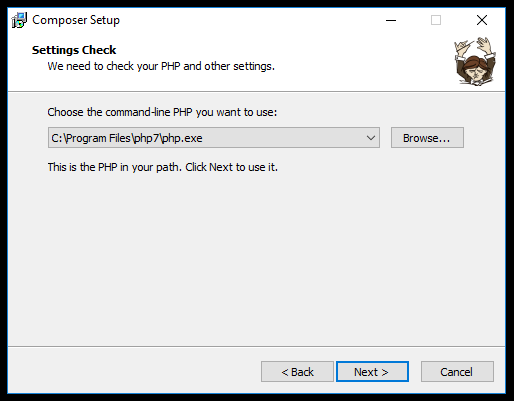 Composer Setup
Settings Check
We need to check your PHP and other settings.
Choose the command-line PHP you want to use:
C:\Program Files\php7\php.exe
Browse...
This is the PHP in your path. Click Next to use it.
< Back
Next >
Cancel